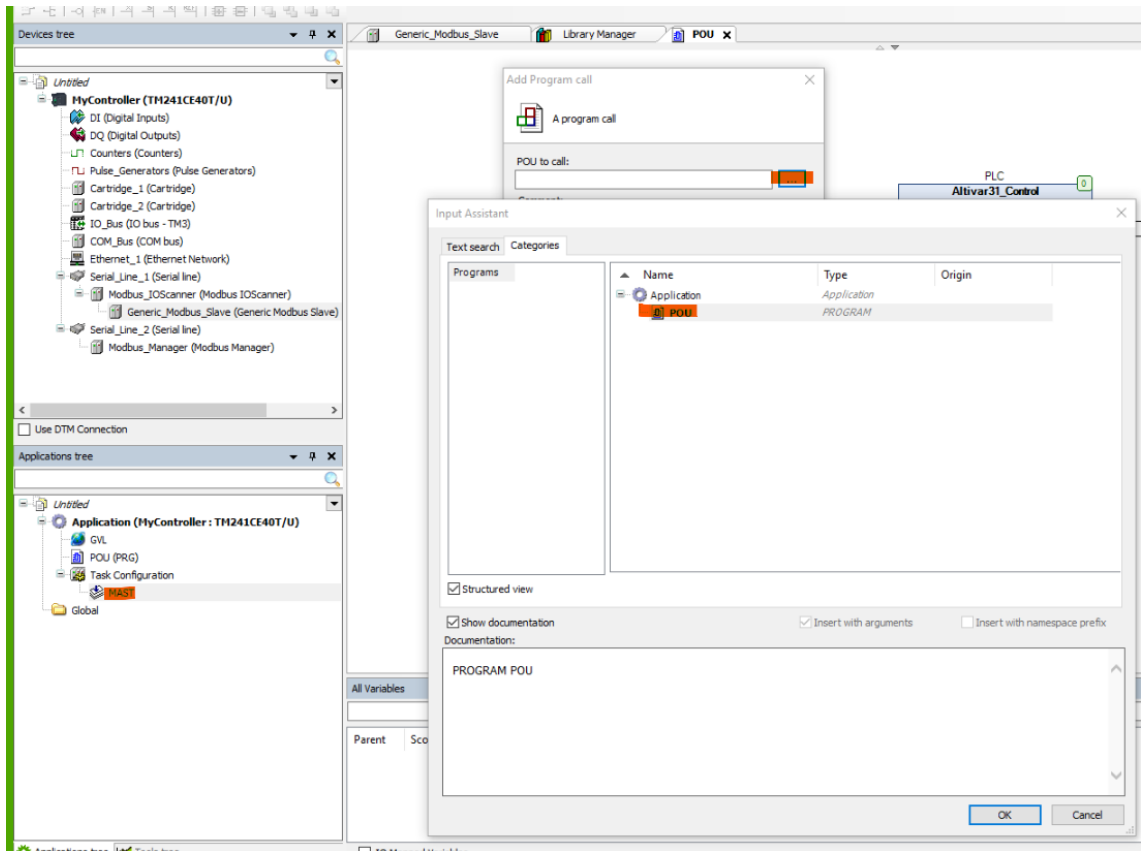 Devices tree
Untitled
MyController (TM241CE40T/U)
DI (Digital Inputs)
DQ (Digital Outputs)
Counters (Counters)
Pulse_Generators (Pulse Generators)
Cartridge_1 (Cartridge)
Cartridge_2 (Cartridge)
IO_Bus (IO bus - TM3)
COM_Bus (COM bus)
Ethernet_1 (Ethernet Network)
Serial_Line_1 (Serial line)
Modbus_IOScanner (Modbus IOScanner)
Generic_Modbus_Slave (Generic Modbus Slave)
Serial_Line_2 (Serial line)
Modbus_Manager (Modbus Manager)
Use DTM Connection
Applications tree
Untitled
Application (MyController : TM241CE40T/U)
GVL
POU (PRG)
Task Configuration
MAST
Global
Generic_Modbus_Slave Library Manager POU
Add Program call
A program call
POU to call:
...
PLC
Altivar31_Control
0
Input Assistant
Text search Categories
Programs
Name Type Origin
Application Application
POU PROGRAM
Structured view
Show documentation Insert with arguments Insert with namespace prefix
Documentation:
PROGRAM POU
OK Cancel
All Variables
Parent Sco